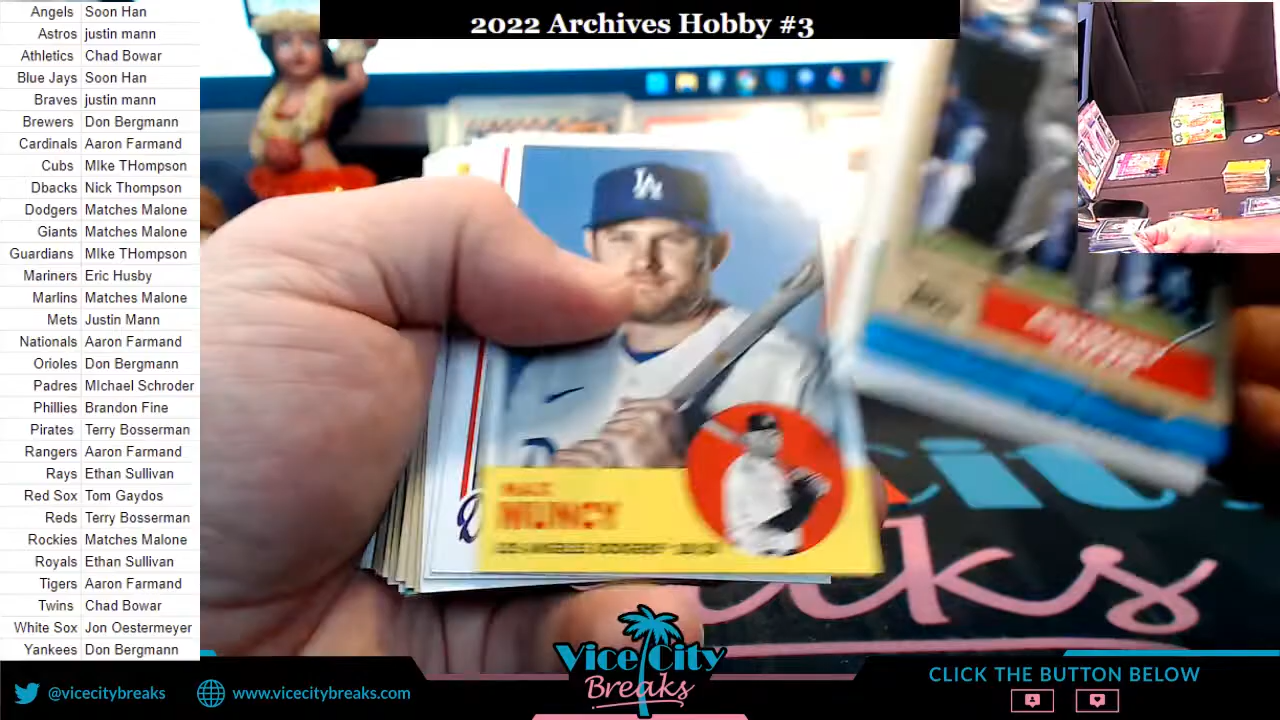 2022 Archives Hobby #3
Angels Soon Han
Astros justin mann
Athletics Chad Bowar
Blue Jays Soon Han
Braves justin mann
Brewers Don Bergmann
Cardinals Aaron Farmand
Cubs MIke THompson
Dbacks Nick Thompson
Dodgers Matches Malone
Giants Matches Malone
Guardians MIke THompson
Mariners Eric Husby
Marlins Matches Malone
Mets Justin Mann
Nationals Aaron Farmand
Orioles Don Bergmann
Padres MIchael Schroder
Phillies Brandon Fine
Pirates Terry Bosserman
Rangers Aaron Farmand
Rays Ethan Sullivan
Red Sox Tom Gaydos
Reds Terry Bosserman
Rockies Matches Malone
Royals Ethan Sullivan
Tigers Aaron Farmand
Twins Chad Bowar
White Sox Jon Oestermeyer
Yankees Don Bergmann
LA
MAX
MUNCY
LOS ANGELES DODGERS
Vice City
Breaks
@vicecitybreaks
www.vicecitybreaks.com
CLICK THE BUTTON BELOW